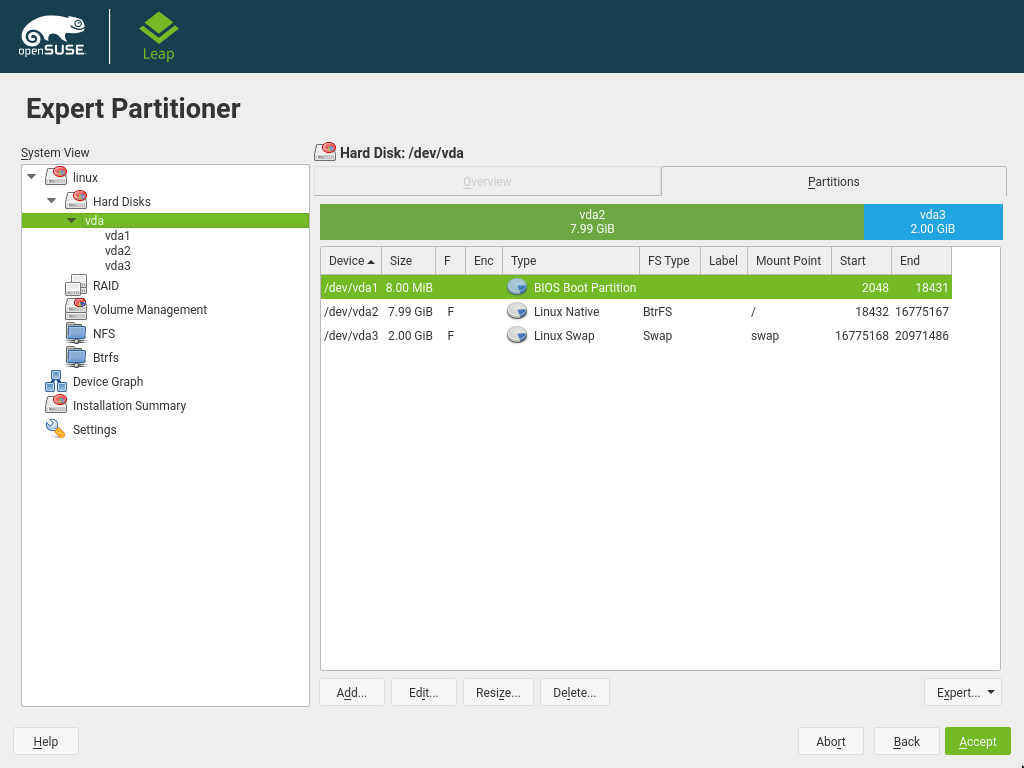 openSUSE
Leap
Expert Partitioner
System View
linux
Hard Disks
vda
vda1
vda2
vda3
RAID
Volume Management
NFS
Btrfs
Device Graph
Installation Summary
Settings
Hard Disk: /dev/vda
Overview Partitions
vda2 vda3
7.99 GiB 2.00 GiB
Device Size F Enc Type FS Type Label Mount Point Start End
/dev/vda1 8.00 MiB BIOS Boot Partition 2048 18431
/dev/vda2 7.99 GiB F Linux Native BtrFS / 18432 16775167
/dev/vda3 2.00 GiB F Linux Swap Swap swap 16775168 20971486
Add... Edit... Resize... Delete... Expert...
Help Abort Back Accept